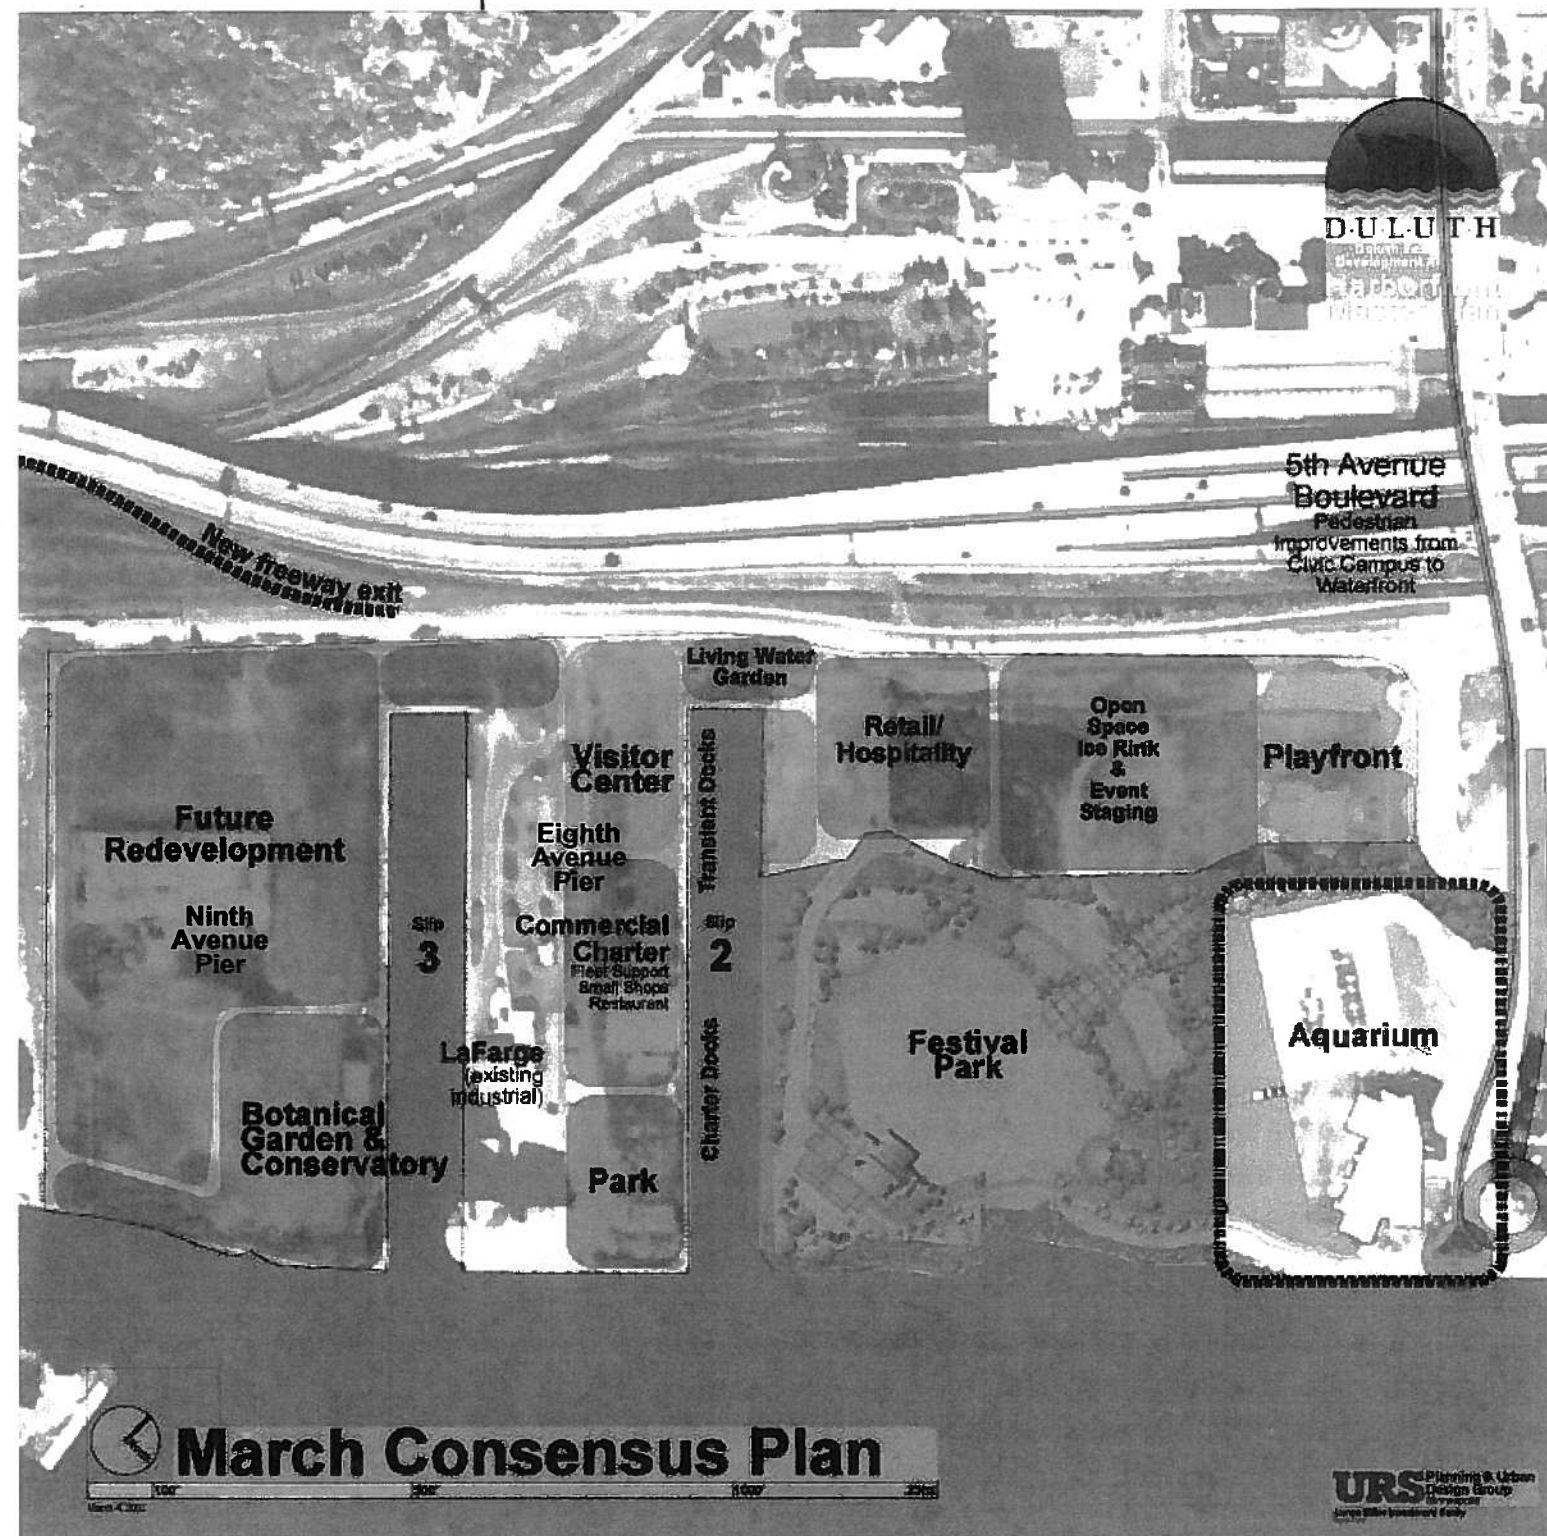 D·U·L·U·T·H
5th Avenue
Boulevard
Pedestrian
Improvements from
Civic Campus to
Waterfront
New freeway exit
Living Water
Garden
Visitor
Center
Transient Docks
Retail/
Hospitality
Open
Space
Ice Rink
&
Event
Staging
Playfront
Future
Redevelopment
Eighth
Avenue
Pier
Ninth
Avenue
Pier
Slip
3
Commercial
Charter
Fleet Support
Small Shops
Restaurant
Slip
2
LaFarge
(existing
industrial)
Charter Docks
Festival
Park
Aquarium
Botanical
Garden &
Conservatory
Park
March Consensus Plan
100'
500'
1000'
URS
Planning & Urban
Design Group